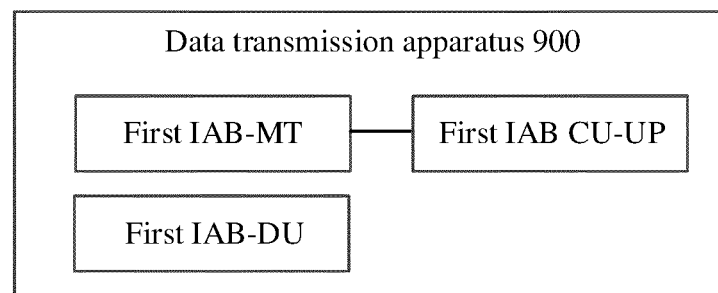 Data transmission apparatus 900
First IAB-MT
First IAB CU-UP
First IAB-DU